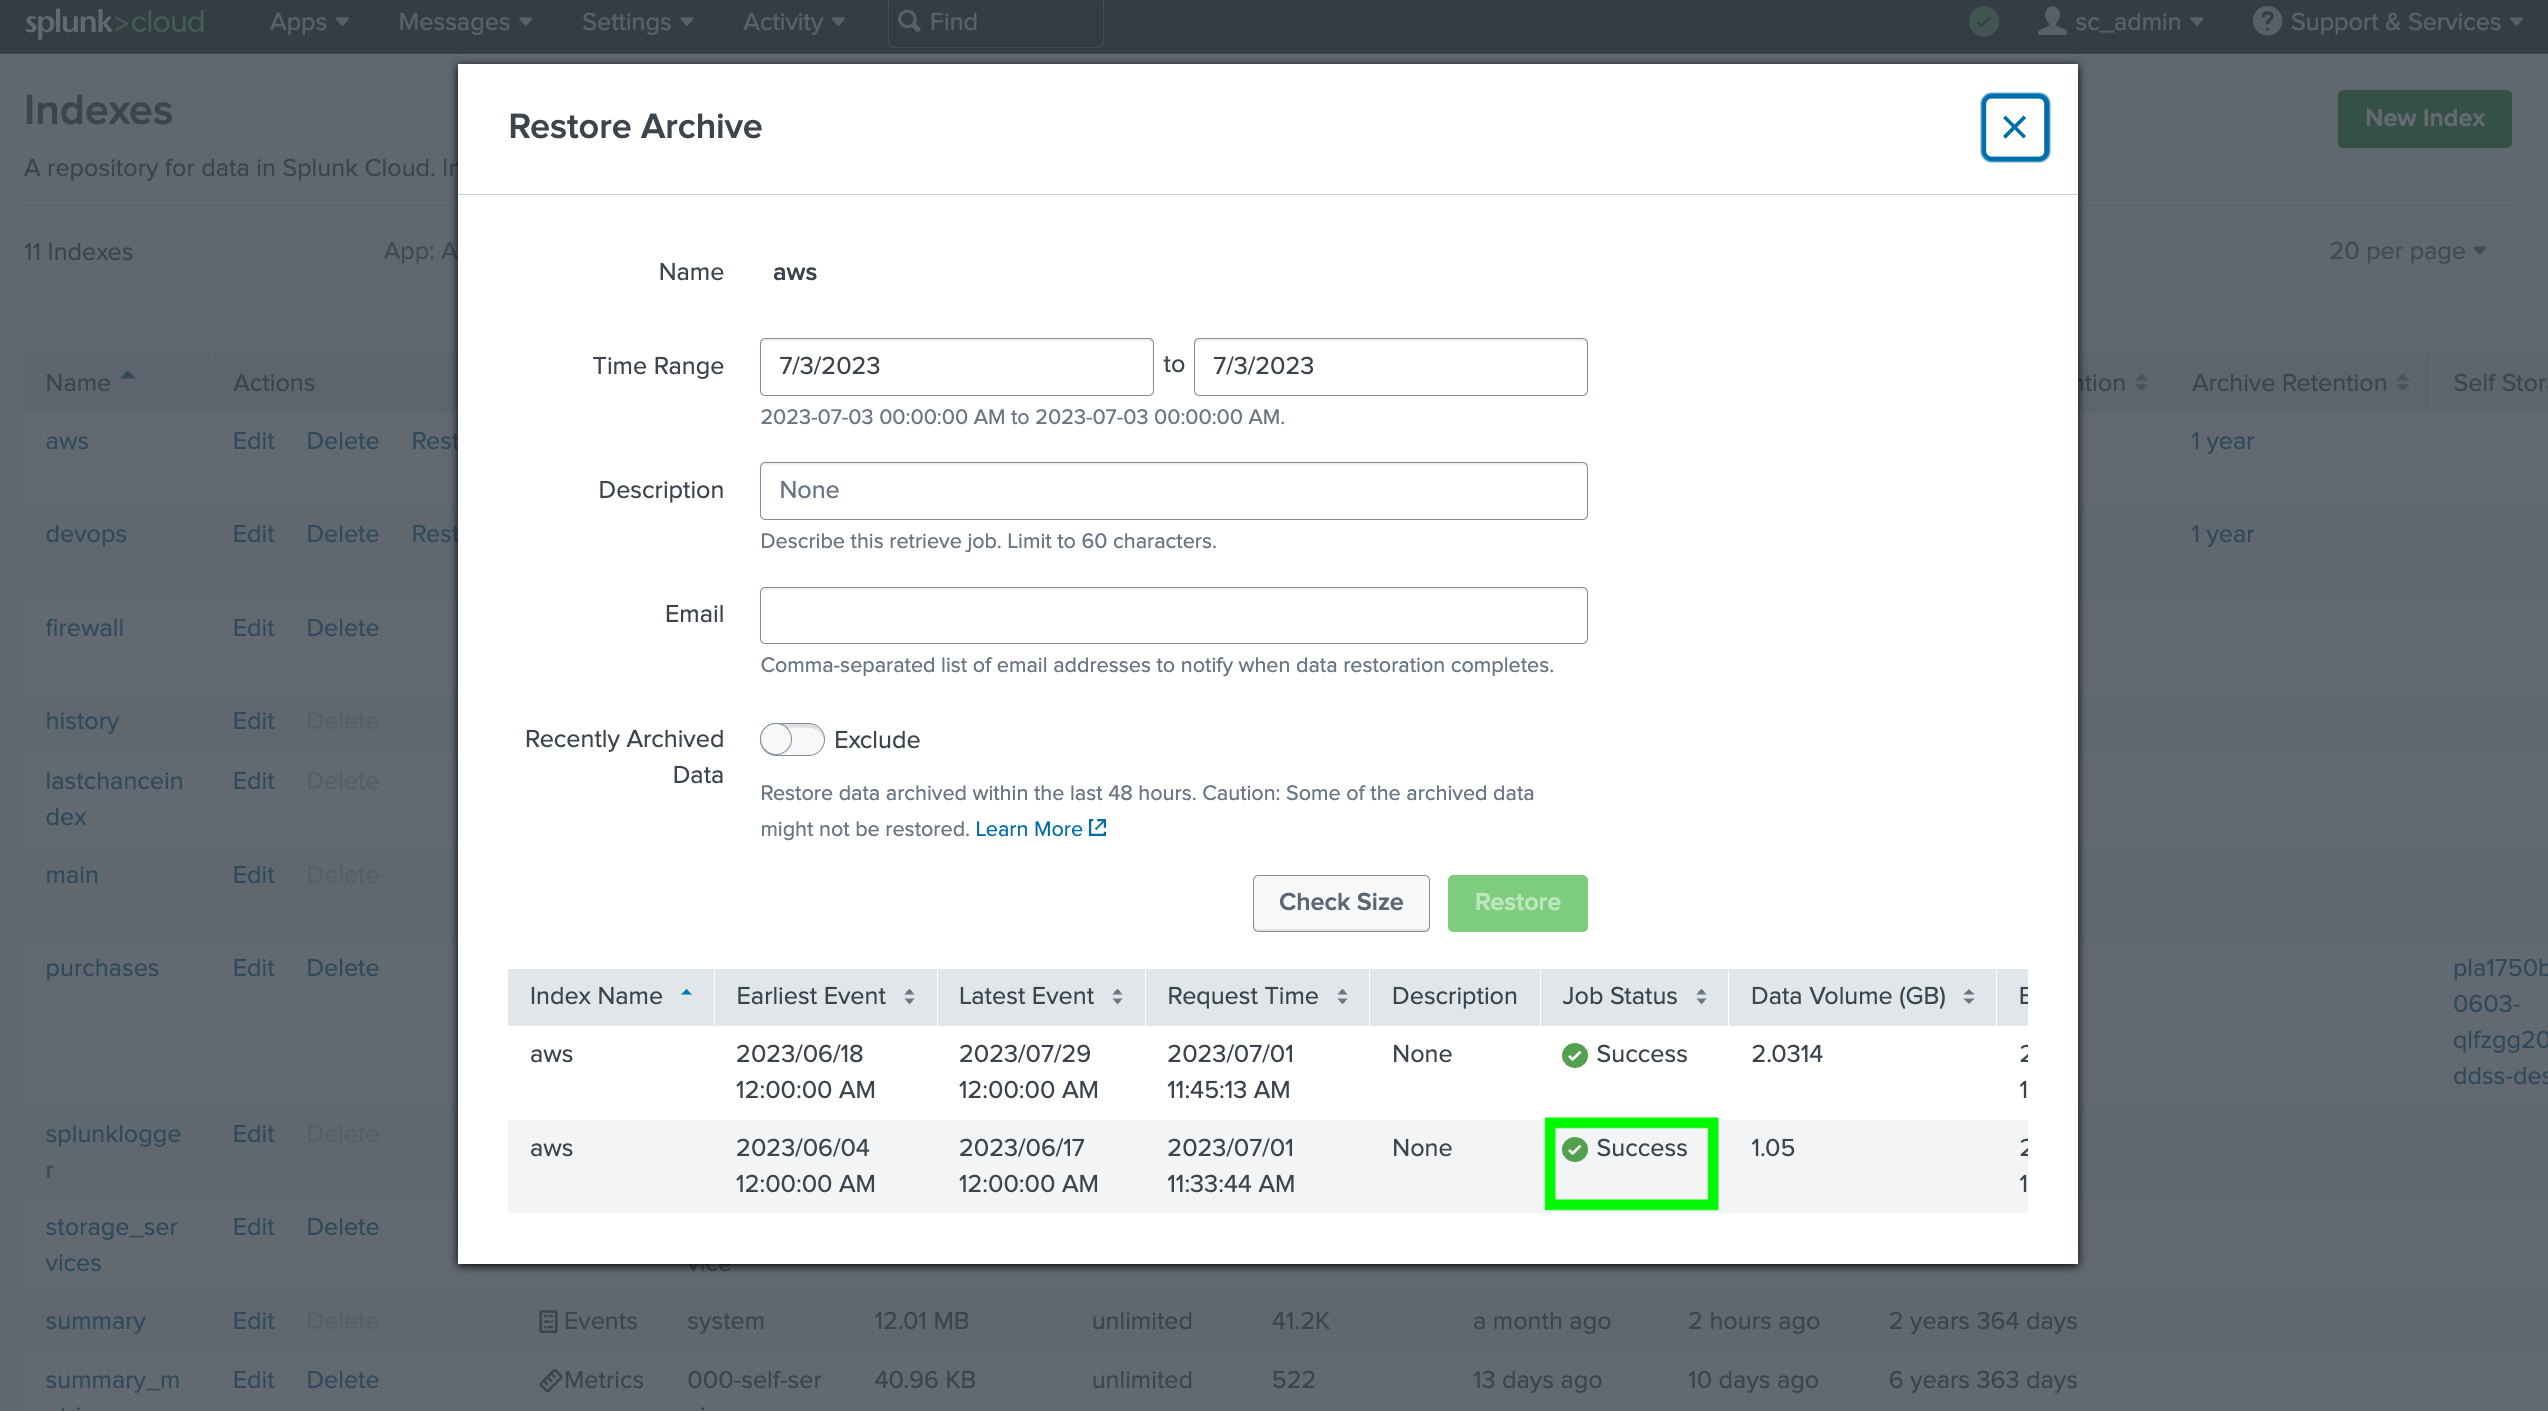 splunk>cloud Apps Messages Settings Activity Find sc_admin Support & Services
Indexes
New Index
A repository for data in Splunk Cloud.
11 Indexes App: 20 per page
Name Actions Archive Retention
aws Edit Delete 1 year
devops Edit Delete 1 year
firewall Edit Delete
history Edit Delete
lastchancein Edit Delete
dex
main Edit Delete
purchases Edit Delete
pla1750b
0603-
qlfzgg20
ddss-des
splunklogge Edit Delete
r
storage_ser Edit Delete
vices
summary Edit Delete Events system 12.01 MB unlimited 41.2K a month ago 2 hours ago 2 years 364 days
summary_m Edit Delete Metrics 000-self-ser 40.96 KB unlimited 522 13 days ago 10 days ago 6 years 363 days
Restore Archive
Name aws
Time Range 7/3/2023 to 7/3/2023
2023-07-03 00:00:00 AM to 2023-07-03 00:00:00 AM.
Description None
Describe this retrieve job. Limit to 60 characters.
Email
Comma-separated list of email addresses to notify when data restoration completes.
Recently Archived Exclude
Data
Restore data archived within the last 48 hours. Caution: Some of the archived data
might not be restored. Learn More
Check Size Restore
Index Name Earliest Event Latest Event Request Time Description Job Status Data Volume (GB)
aws 2023/06/18 2023/07/29 2023/07/01 None Success 2.0314
12:00:00 AM 12:00:00 AM 11:45:13 AM
aws 2023/06/04 2023/06/17 2023/07/01 None Success 1.05
12:00:00 AM 12:00:00 AM 11:33:44 AM